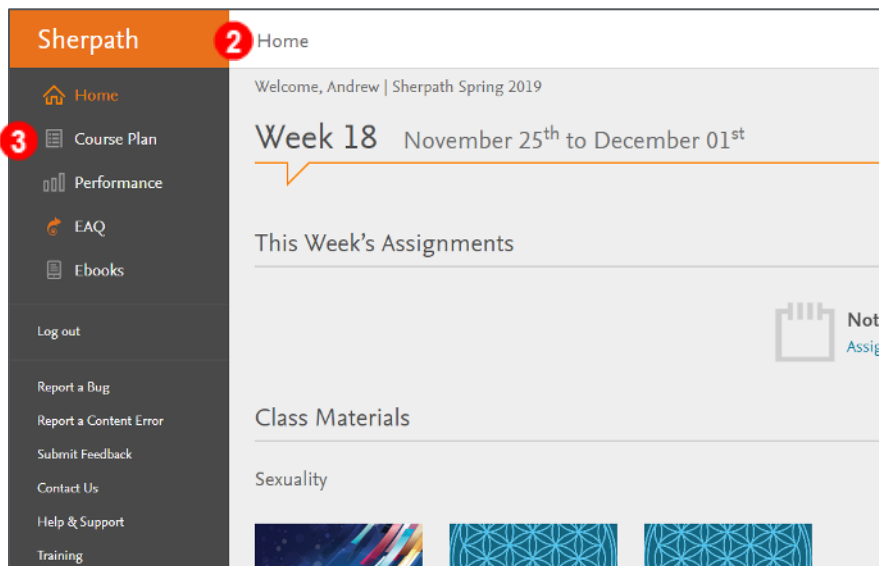 Sherpath
2 Home
Home
3 Course Plan
Performance
EAQ
Ebooks
Log out
Report a Bug
Report a Content Error
Submit Feedback
Contact Us
Help & Support
Training
Welcome, Andrew | Sherpath Spring 2019
Week 18 November 25th to December 01st
This Week's Assignments
Not
Assig
Class Materials
Sexuality